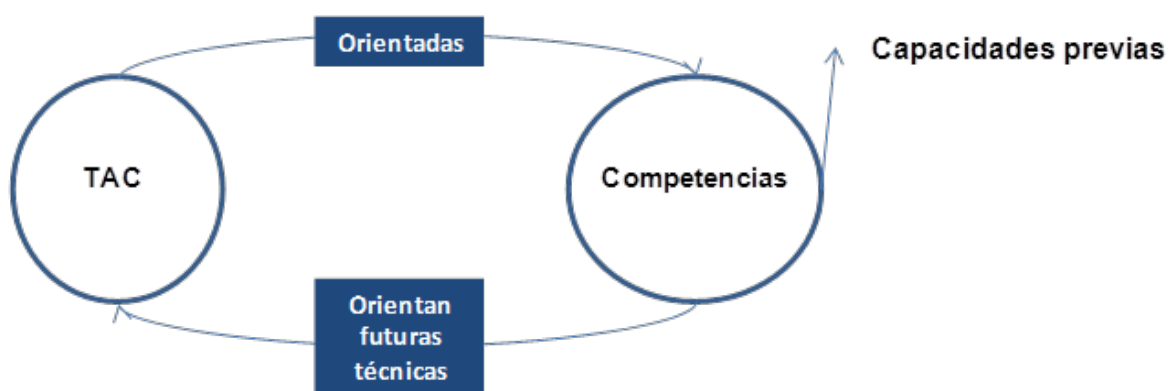 Orientadas
Capacidades previas
TAC
Competencias
Orientan
futuras
técnicas